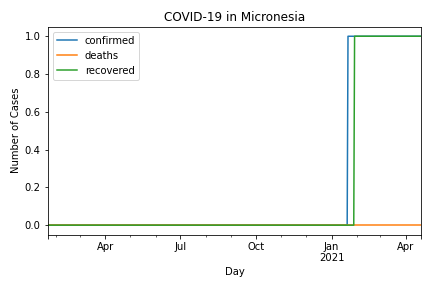 COVID-19 in Micronesia
confirmed
deaths
recovered
Number of Cases
1.0
0.8
0.6
0.4
0.2
0.0
Apr
Jul
Oct
Jan
2021
Apr
Day